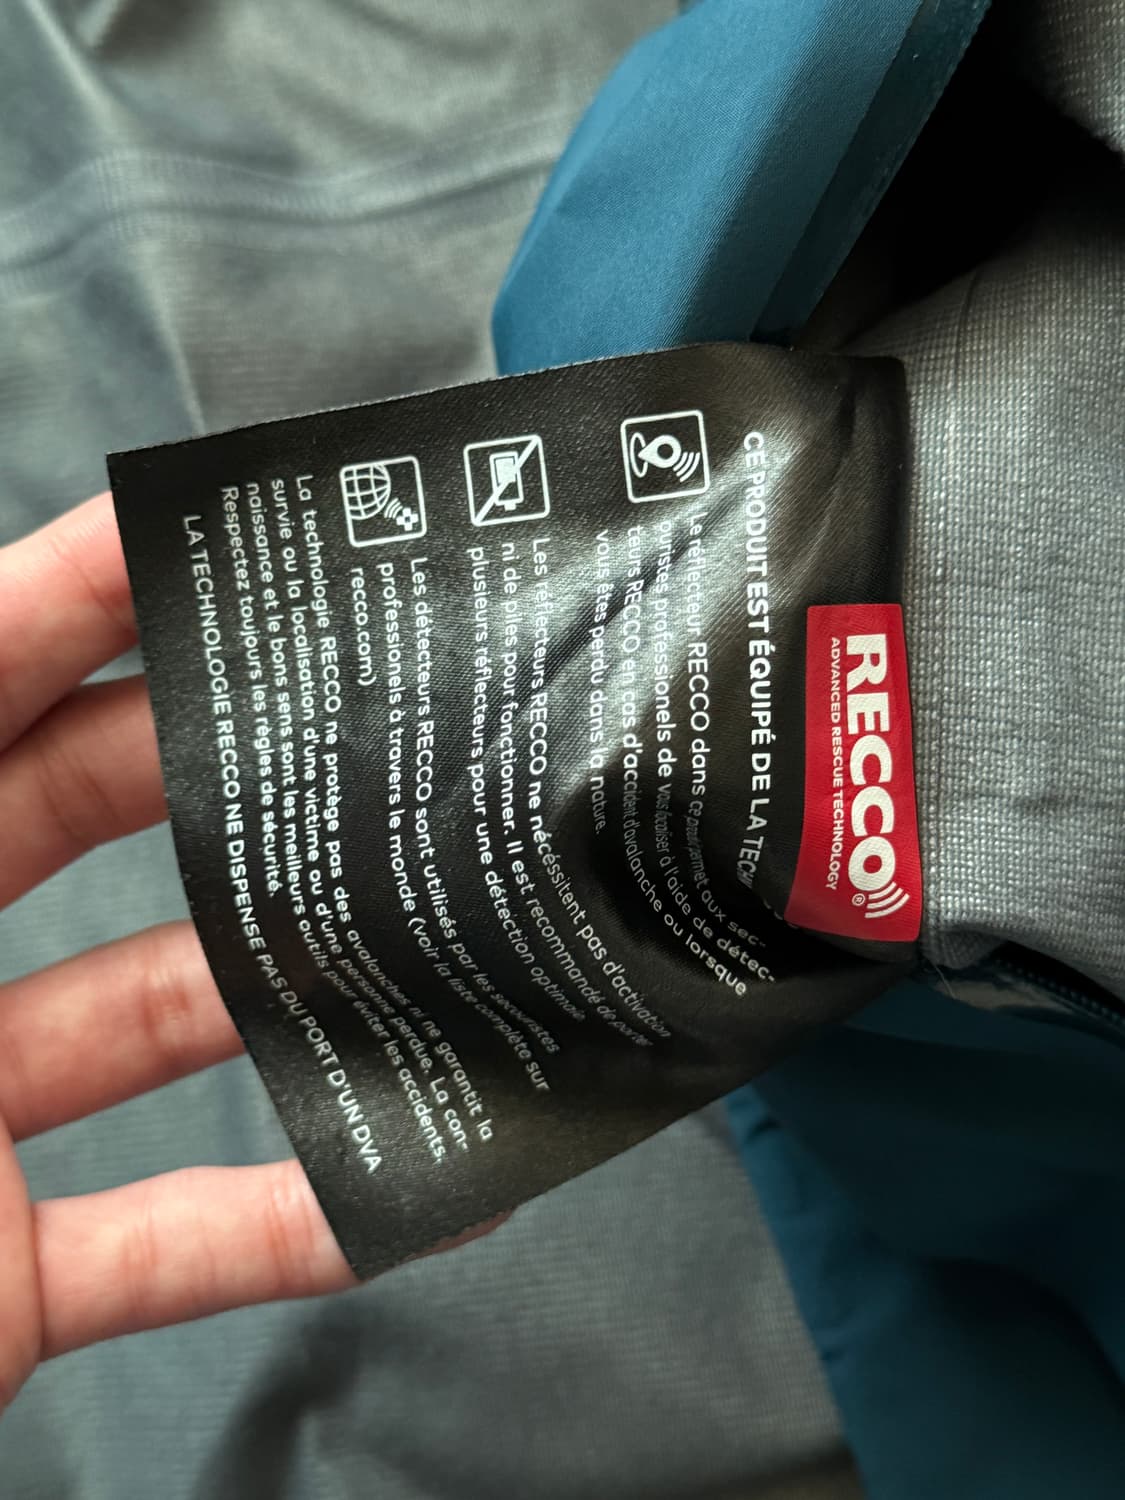 RECCO®
ADVANCED RESCUE TECHNOLOGY
CE PRODUIT EST ÉQUIPÉ DE LA TECH
Le réflecteur RECCO dans ce produit permet aux sec-
ouristes professionels de vous localiser à l'aide de détec-
teurs RECCO en cas d'accident d'avalanche ou lorsque
vous êtes perdu dans la nature.
Les réflecteurs RECCO ne nécéssitent pas d'activation
ni de piles pour fonctionner. Il est recommandé de porter
plusieurs réflecteurs pour une détection optimale.
Les détecteurs RECCO sont utilisés par les secouristes
professionels à travers le monde (voir la liste complète sur
recco.com)
La technologie RECCO ne protège pas des avalanches ni ne garantit la
survie ou la localisation d'une victime ou d'une personne perdue. La con-
naissance et le bons sens sont les meilleurs outils pour éviter les accidents.
Respectez toujours les règles de sécurité.
LA TECHNOLOGIE RECCO NE DISPENSE PAS DU PORT D'UN DVA